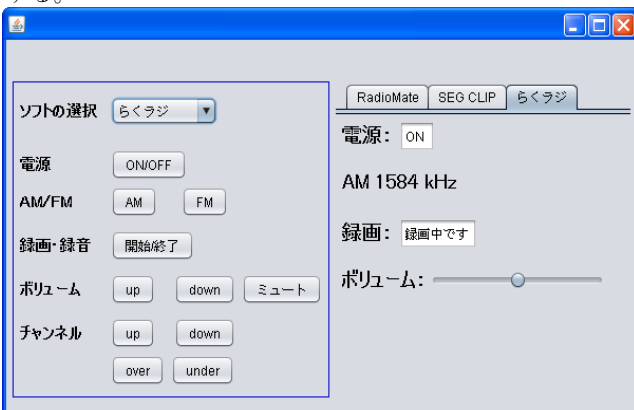 する。
ソフトの選択 らくラジ
電源 ON/OFF
AM/FM AM FM
録画・録音 開始/終了
ボリューム up down ミュート
チャンネル up down
over under
RadioMate SEG CLIP らくラジ
電源： ON
AM 1584 kHz
録画： 録画中です
ボリューム：